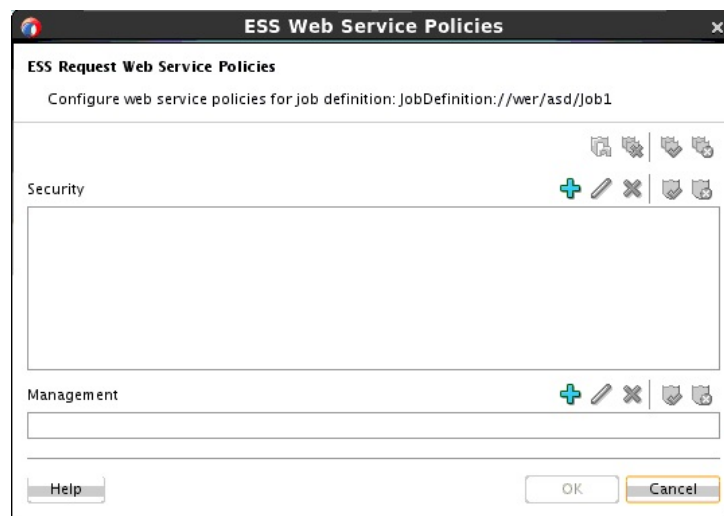 ESS Web Service Policies
ESS Request Web Service Policies
Configure web service policies for job definition: JobDefinition://wer/asd/Job1
Security
Management
Help
OK
Cancel